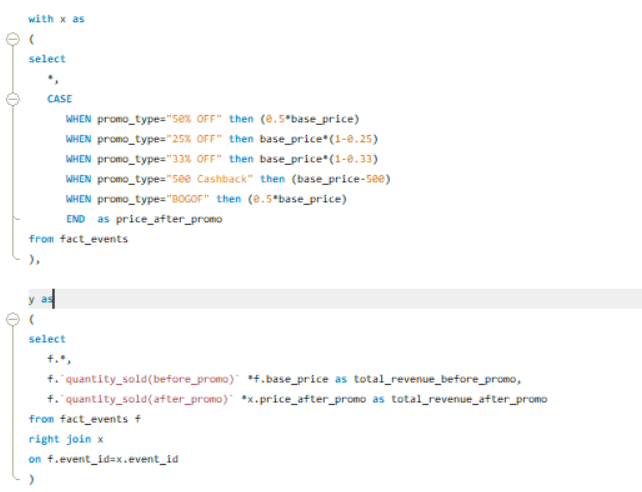 with x as
(
select
*,
CASE
WHEN promo_type="50% OFF" then (0.5*base_price)
WHEN promo_type="25% OFF" then base_price*(1-0.25)
WHEN promo_type="33% OFF" then base_price*(1-0.33)
WHEN promo_type="500 Cashback" then (base_price-500)
WHEN promo_type="BOGOF" then (0.5*base_price)
END as price_after_promo
from fact_events
),
y as
(
select
f.*,
f.`quantity_sold(before_promo)` *f.base_price as total_revenue_before_promo,
f.`quantity_sold(after_promo)` *x.price_after_promo as total_revenue_after_promo
from fact_events f
right join x
on f.event_id=x.event_id
)